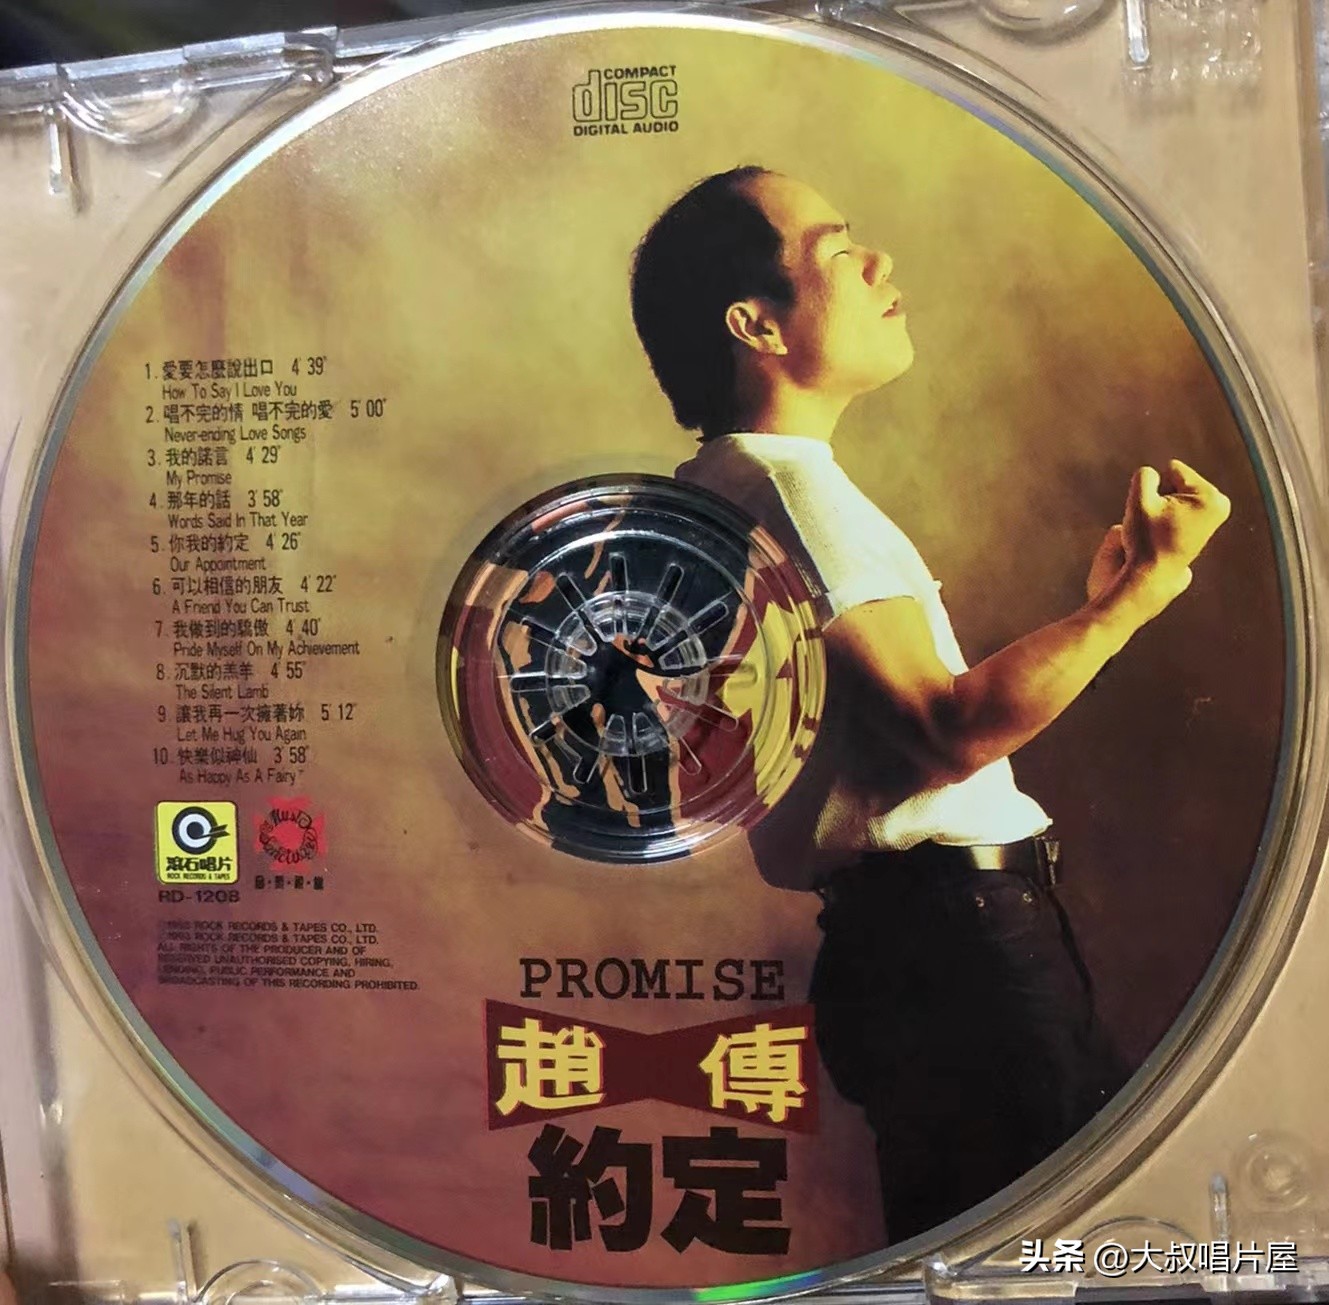 COMPACT
disc
DIGITAL AUDIO
1. 愛要怎麼說出口 4'39"
How To Say I Love You
2. 唱不完的情 唱不完的愛 5'00"
Never-ending Love Songs
3. 我的諾言 4'29"
My Promise
4. 那年的話 3'58"
Words Said In That Year
5. 你我的約定 4'26"
Our Appointment
6. 可以相信的朋友 4'22"
A Friend You Can Trust
7. 我做到的驕傲 4'40"
Pride Myself On My Achievement
8. 沉默的羔羊 4'55"
The Silent Lamb
9. 讓我再一次擁著妳 5'12"
Let Me Hug You Again
10. 快樂似神仙 3'58"
As Happy As A Fairy
滾石唱片
ROCK RECORDS & TAPES
RD-1208
ROCK RECORDS & TAPES CO., LTD.
1993 ROCK RECORDS & TAPES CO., LTD.
ALL RIGHTS OF THE PRODUCER AND OF
RESERVED UNAUTHORISED COPYING, HIRING,
LENDING, PUBLIC PERFORMANCE AND
BROADCASTING OF THIS RECORDING PROHIBITED.
PROMISE
趙 傳
約定
头条 @大叔唱片屋